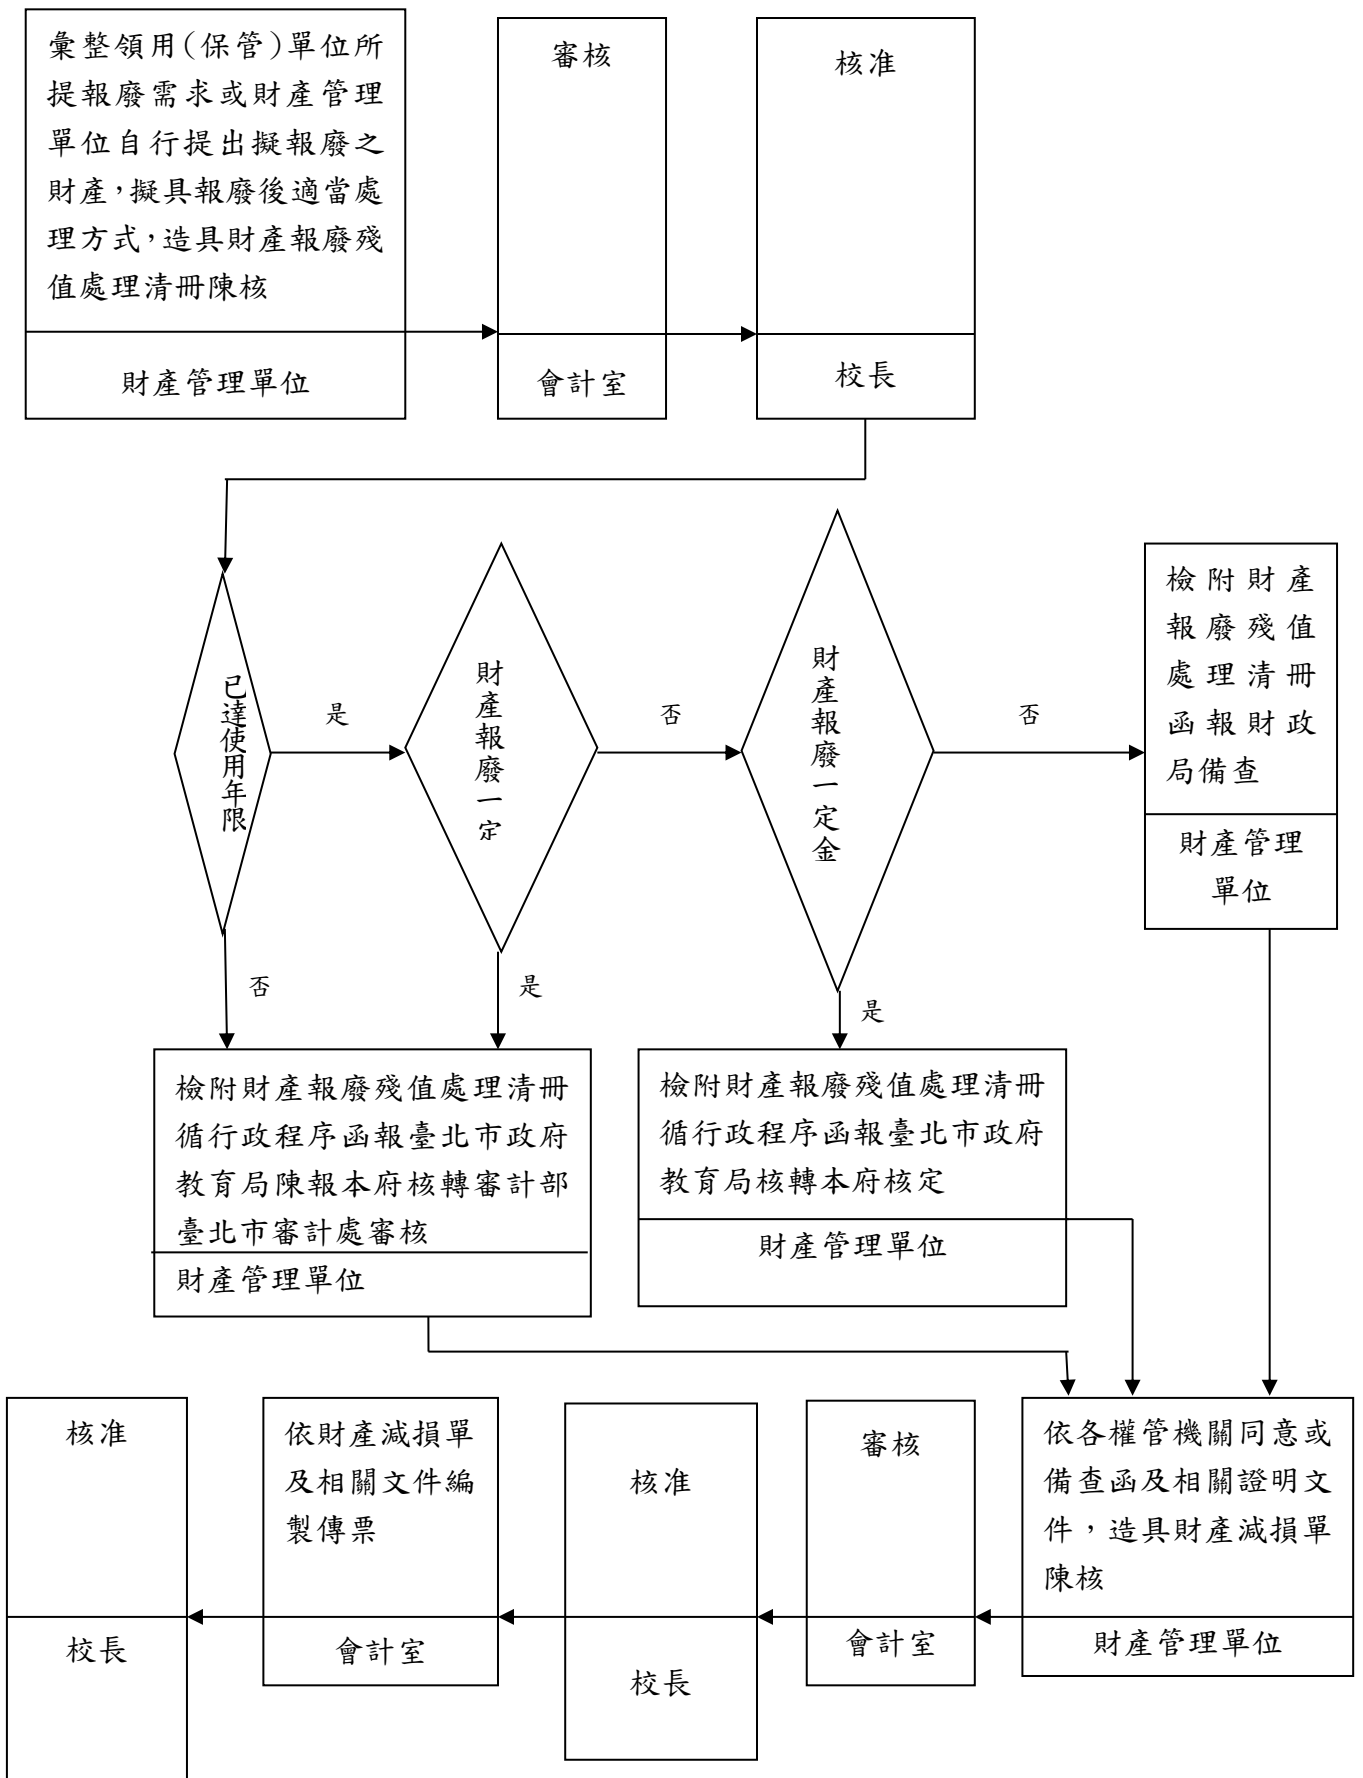 彙整領用(保管)單位所
提報廢需求或財產管理
單位自行提出擬報廢之
財產，擬具報廢後適當處
理方式，造具財產報廢殘
值處理清冊陳核
財產管理單位
審核
會計室
核准
校長
已達使用年限
是
財產報廢一定
否
財產報廢一定金
否
檢附財產
報廢殘值
處理清冊
函報財政
局備查
財產管理
單位
否
是
是
檢附財產報廢殘值處理清冊
循行政程序函報臺北市政府
教育局陳報本府核轉審計部
臺北市審計處審核
財產管理單位
檢附財產報廢殘值處理清冊
循行政程序函報臺北市政府
教育局核轉本府核定
財產管理單位
依各權管機關同意或
備查函及相關證明文
件，造具財產減損單
陳核
財產管理單位
審核
會計室
核准
校長
依財產減損單
及相關文件編
製傳票
會計室
核准
校長